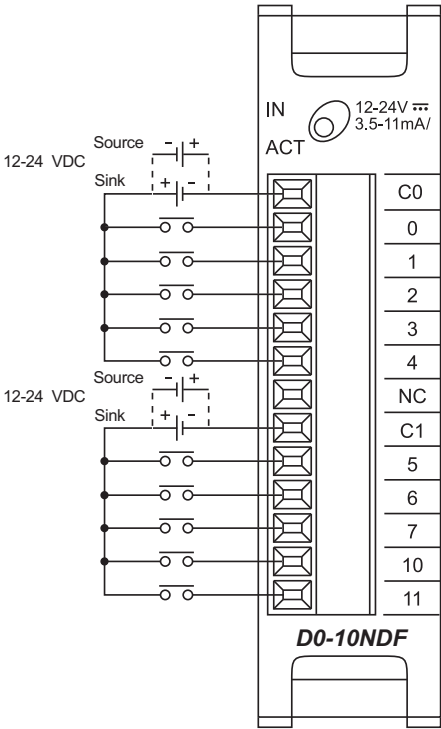 IN
12-24V
3.5-11mA/
ACT
Source
- +
12-24 VDC
Sink
+ -
C0
0
1
2
3
4
Source
- +
12-24 VDC
Sink
+ -
NC
C1
5
6
7
10
11
D0-10NDF